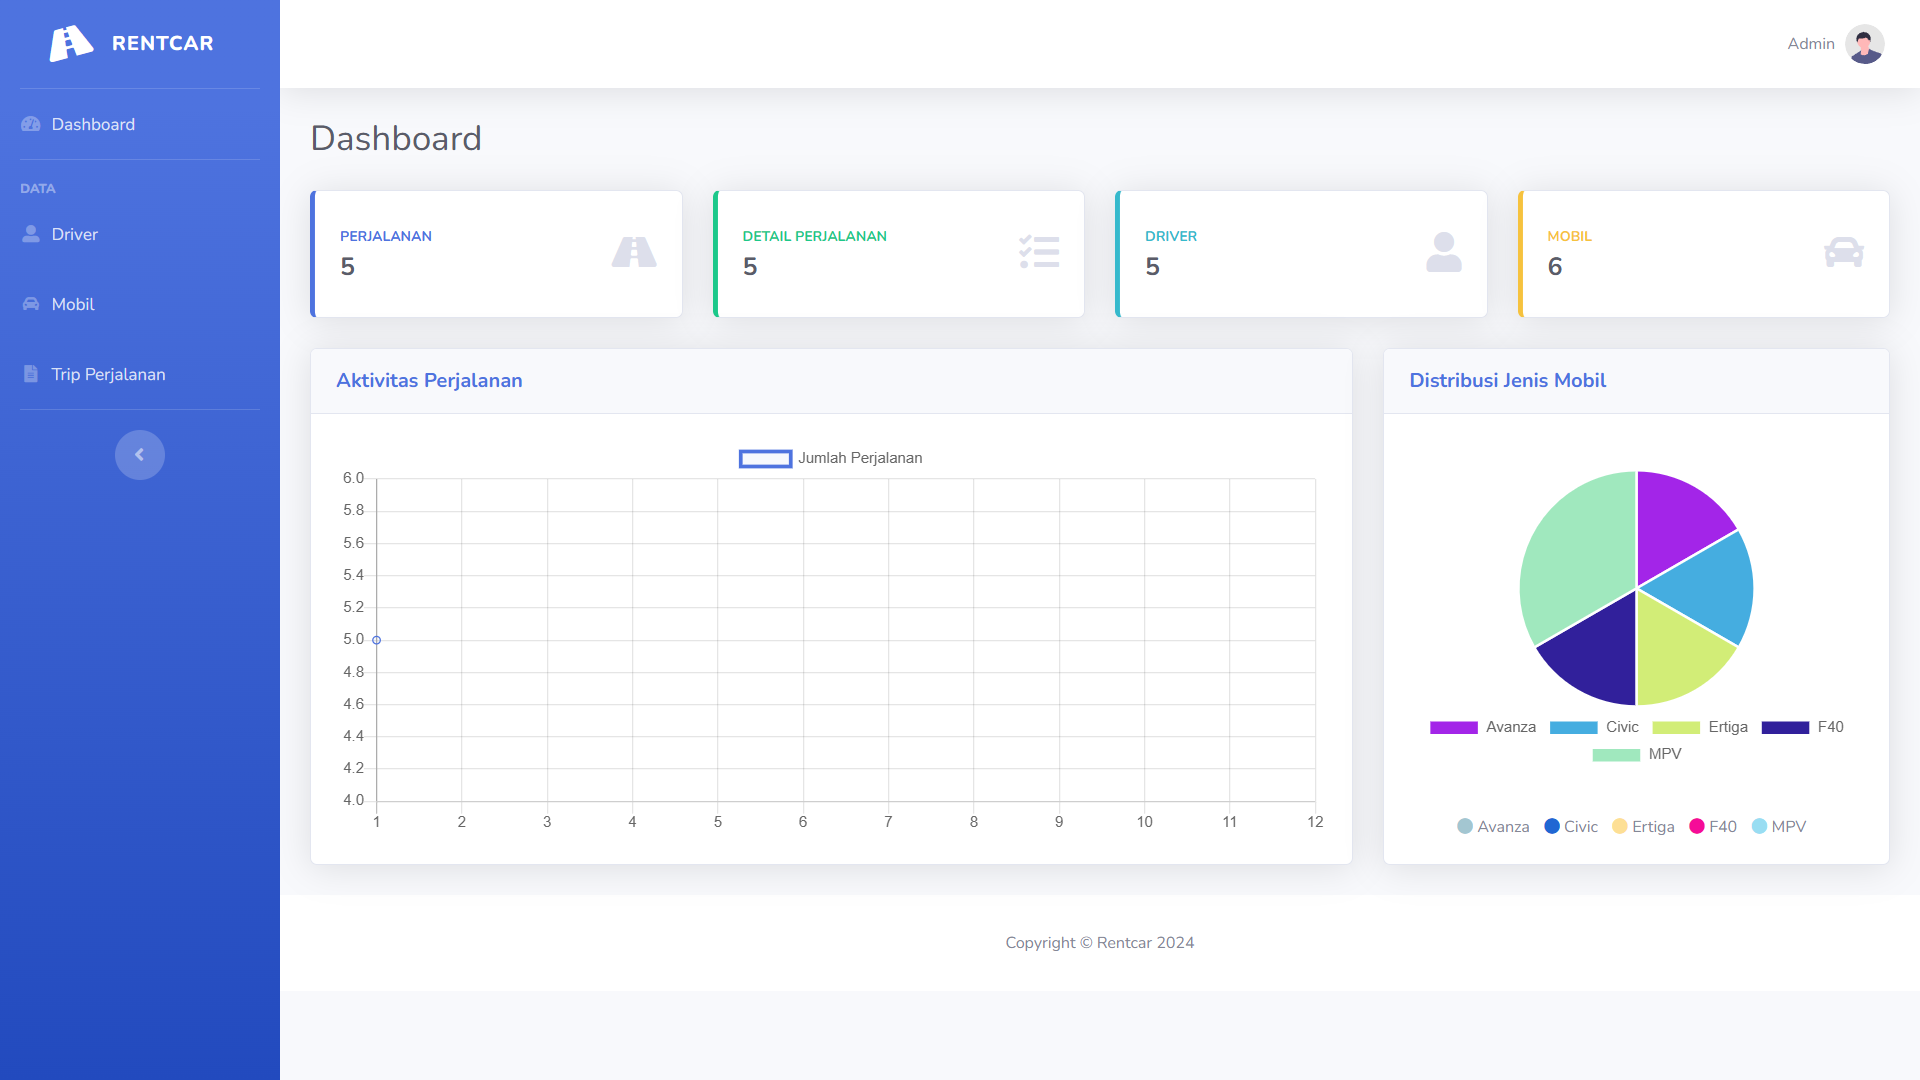 RENTCAR
Dashboard
DATA
Driver
Mobil
Trip Perjalanan
Admin
Dashboard
PERJALANAN
5
DETAIL PERJALANAN
5
DRIVER
5
MOBIL
6
Aktivitas Perjalanan
Jumlah Perjalanan
6.0
5.8
5.6
5.4
5.2
5.0
4.8
4.6
4.4
4.2
4.0
1 2 3 4 5 6 7 8 9 10 11 12
Distribusi Jenis Mobil
Avanza Civic Ertiga F40
MPV
Avanza Civic Ertiga F40 MPV
Copyright © Rentcar 2024